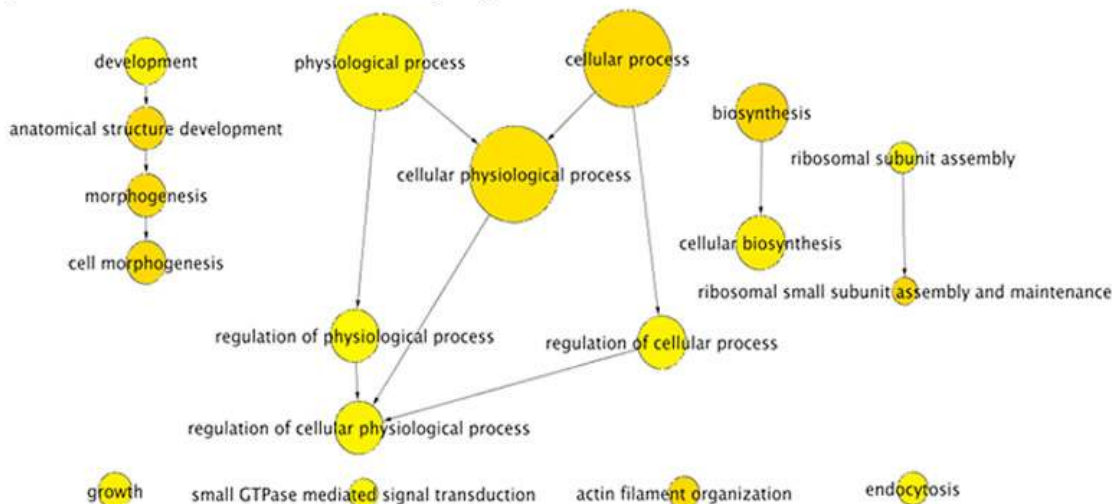 development
physiological process
cellular process
anatomical structure development
biosynthesis
ribosomal subunit assembly
cellular physiological process
morphogenesis
cellular biosynthesis
cell morphogenesis
ribosomal small subunit assembly and maintenance
regulation of physiological process
regulation of cellular process
regulation of cellular physiological process
growth
small GTPase mediated signal transduction
actin filament organization
endocytosis